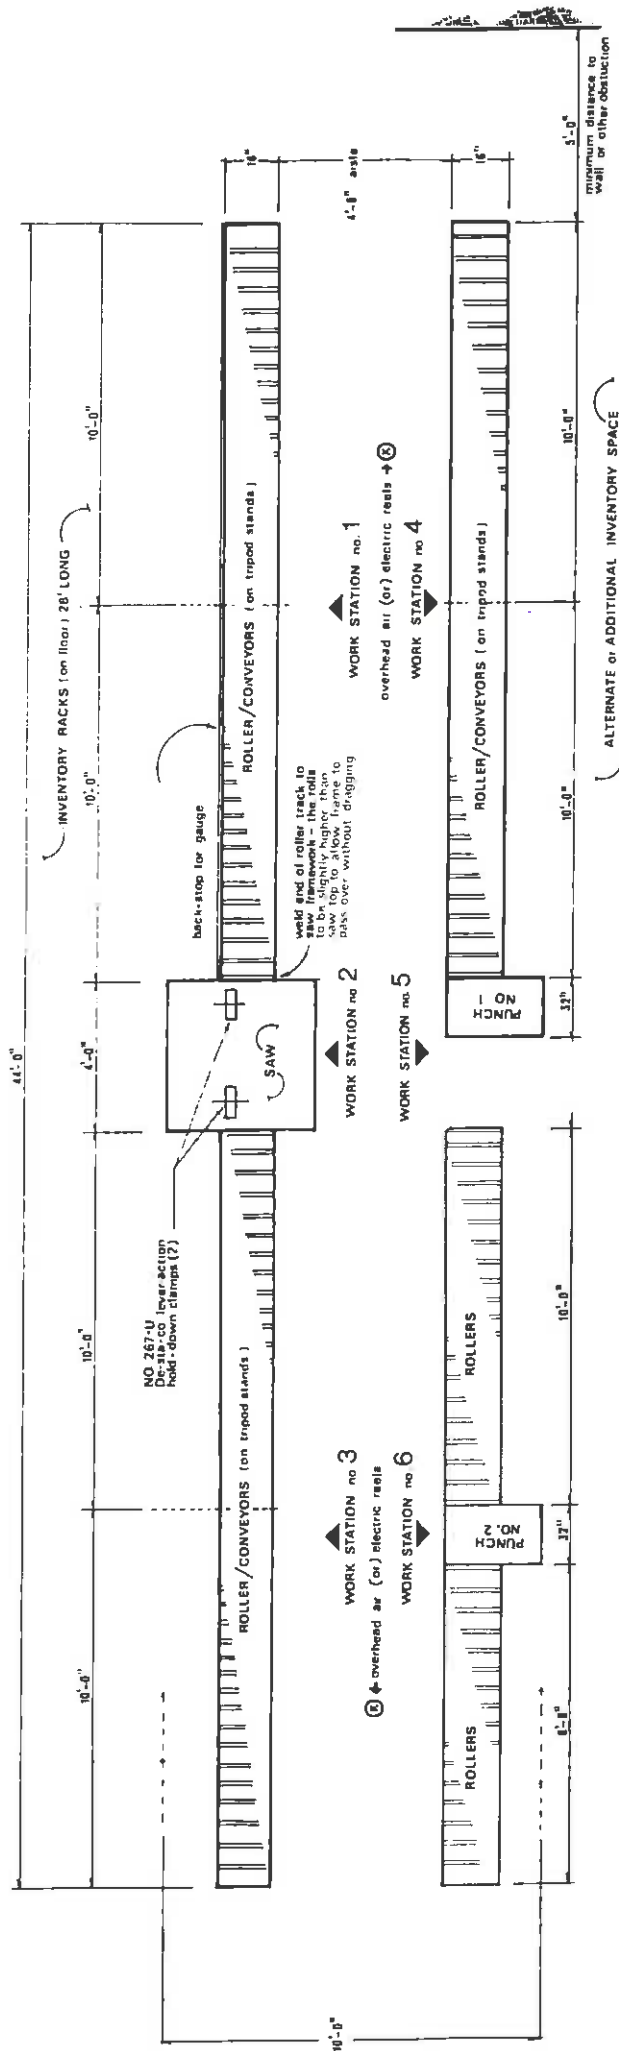 44'-0"
INVENTORY RACKS (on floor) 28' LONG
10'-0"
10'-0"
4'-0"
10'-0"
10'-0"
NO 267-U
De-sta-co lever-action
hold-down clamps (2)
back-stop for gauge
16"
ROLLER/CONVEYORS (on tripod stands)
SAW
ROLLER/CONVEYORS (on tripod stands)
weld end of roller track to
saw framework - the rolls
to be slightly higher than
saw top to allow frame to
pass over without dragging
WORK STATION no. 3
WORK STATION no 2
WORK STATION no. 1
4'-6" aisle
K overhead air (or) electric reels
overhead air (or) electric reels K
WORK STATION no. 6
WORK STATION no. 5
WORK STATION no 4
10'-0"
ROLLERS
PUNCH
NO. 2
ROLLERS
PUNCH
NO 1
ROLLER/CONVEYORS (on tripod stands)
16"
32"
10'-0"
32"
10'-0"
10'-0"
5'-0"
minimum distance to
wall or other obstuction
ALTERNATE or ADDITIONAL INVENTORY SPACE